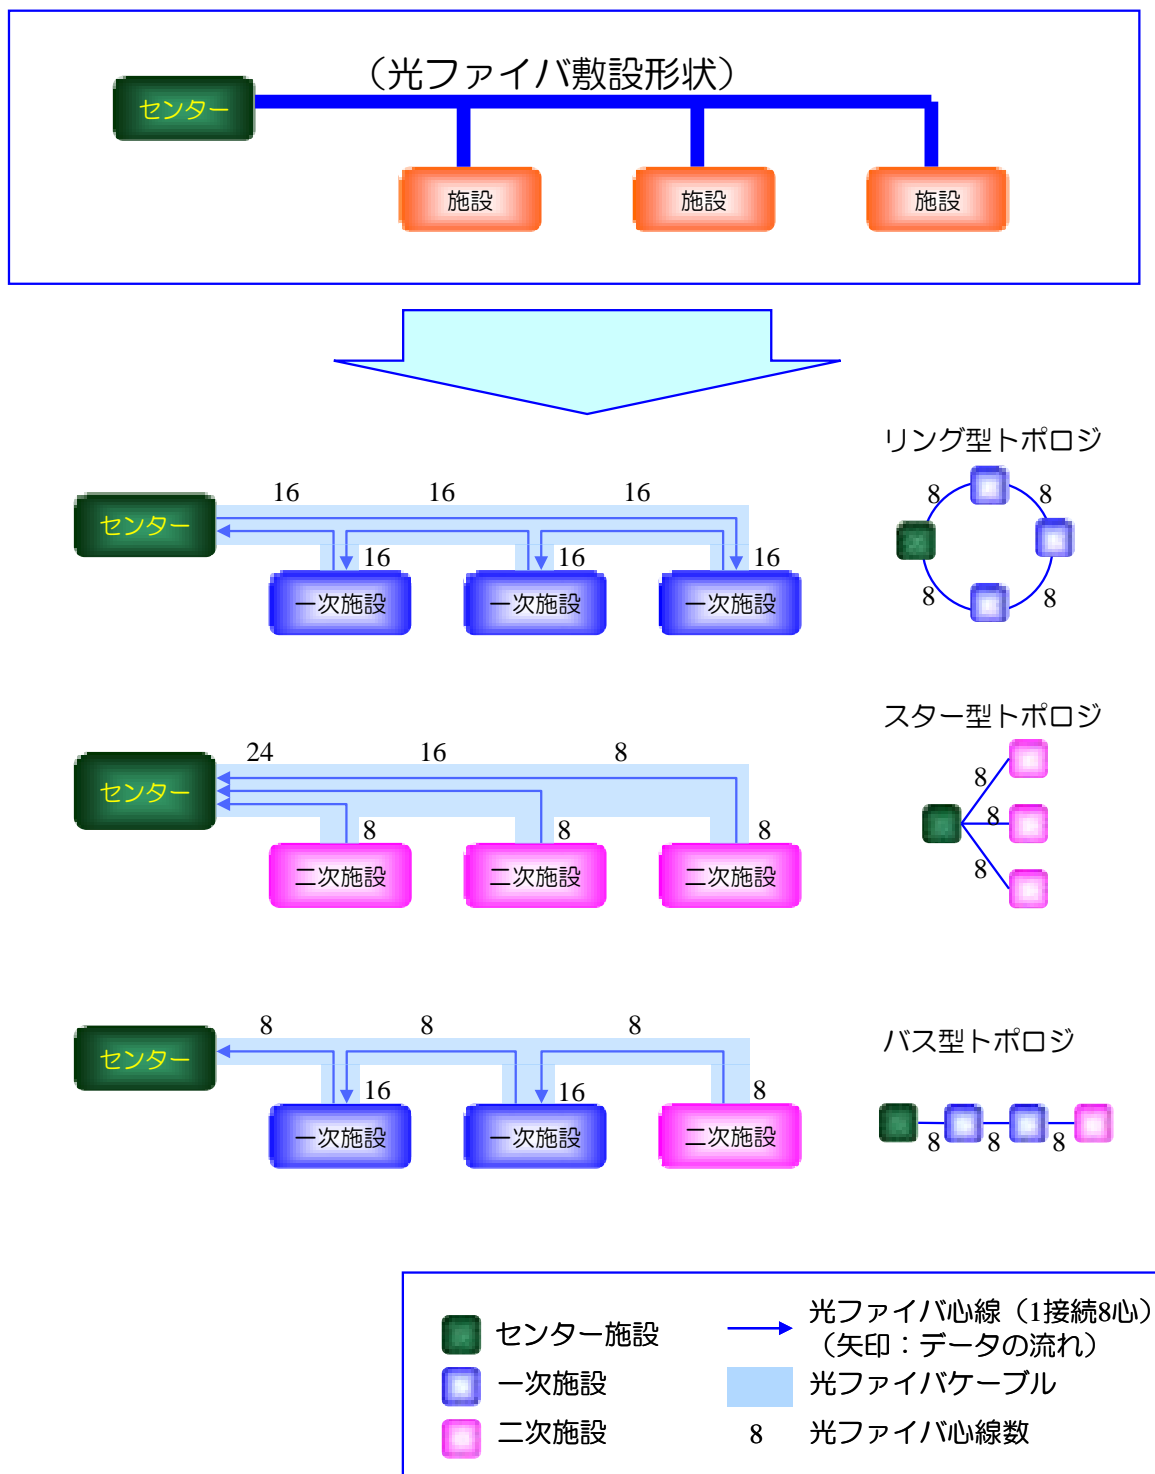 （光ファイバ敷設形状）
センター
施設
施設
施設
リング型トポロジ
16
16
16
センター
16
16
16
一次施設
一次施設
一次施設
8
8
8
8
スター型トポロジ
24
16
8
センター
8
8
8
二次施設
二次施設
二次施設
8
8
8
バス型トポロジ
8
8
8
センター
16
16
8
一次施設
一次施設
二次施設
8
8
8
センター施設
一次施設
二次施設
光ファイバ心線（1接続8心）
（矢印：データの流れ）
光ファイバケーブル
8
光ファイバ心線数